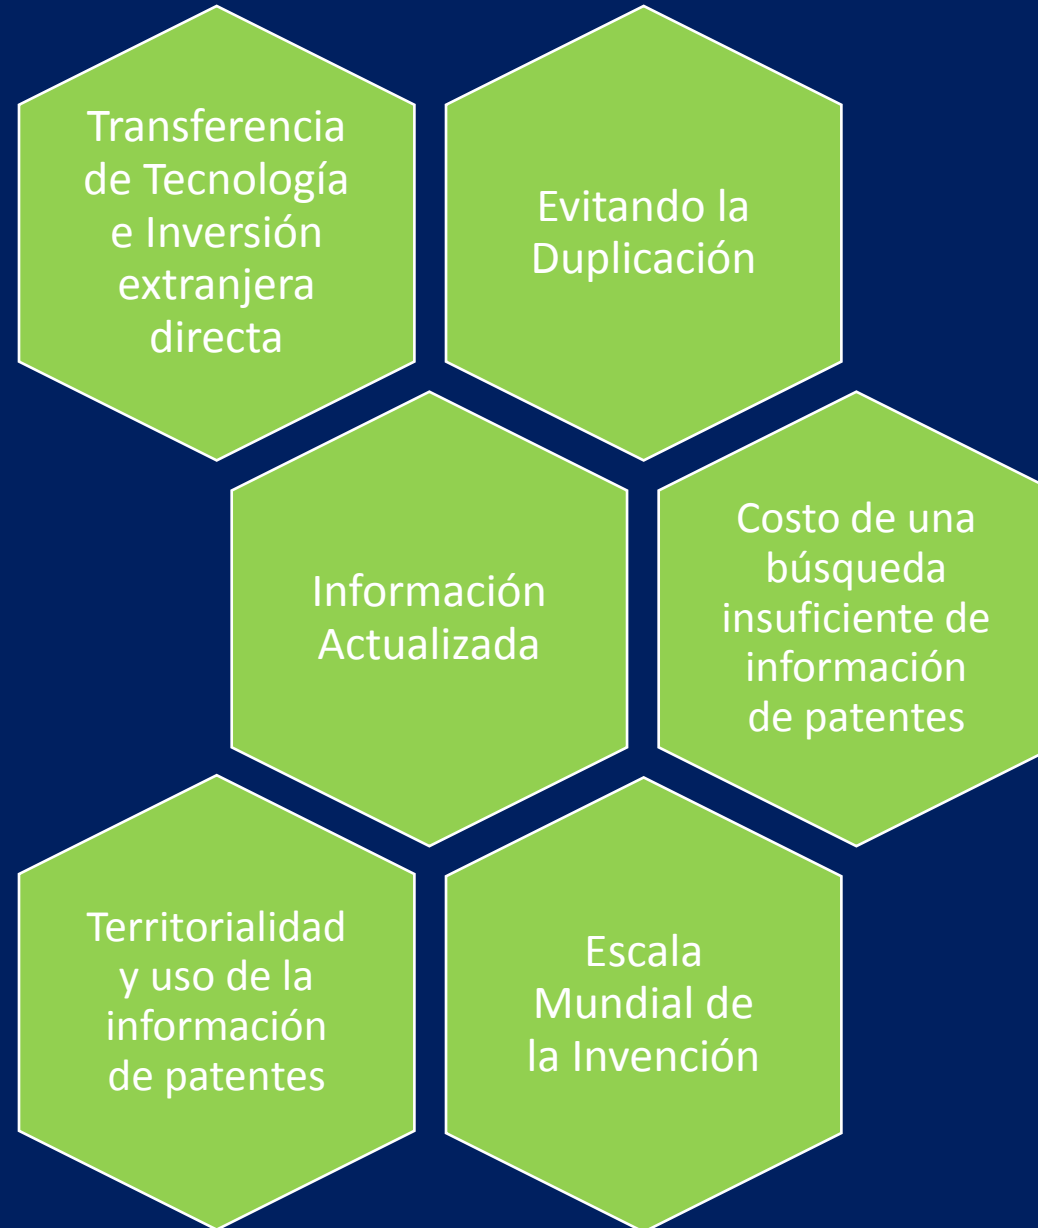 Transferencia
de Tecnología
e Inversión
extranjera
directa
Evitando la
Duplicación
Información
Actualizada
Costo de una
búsqueda
insuficiente de
información
de patentes
Territorialidad
y uso de la
información
de patentes
Escala
Mundial de
la Invención